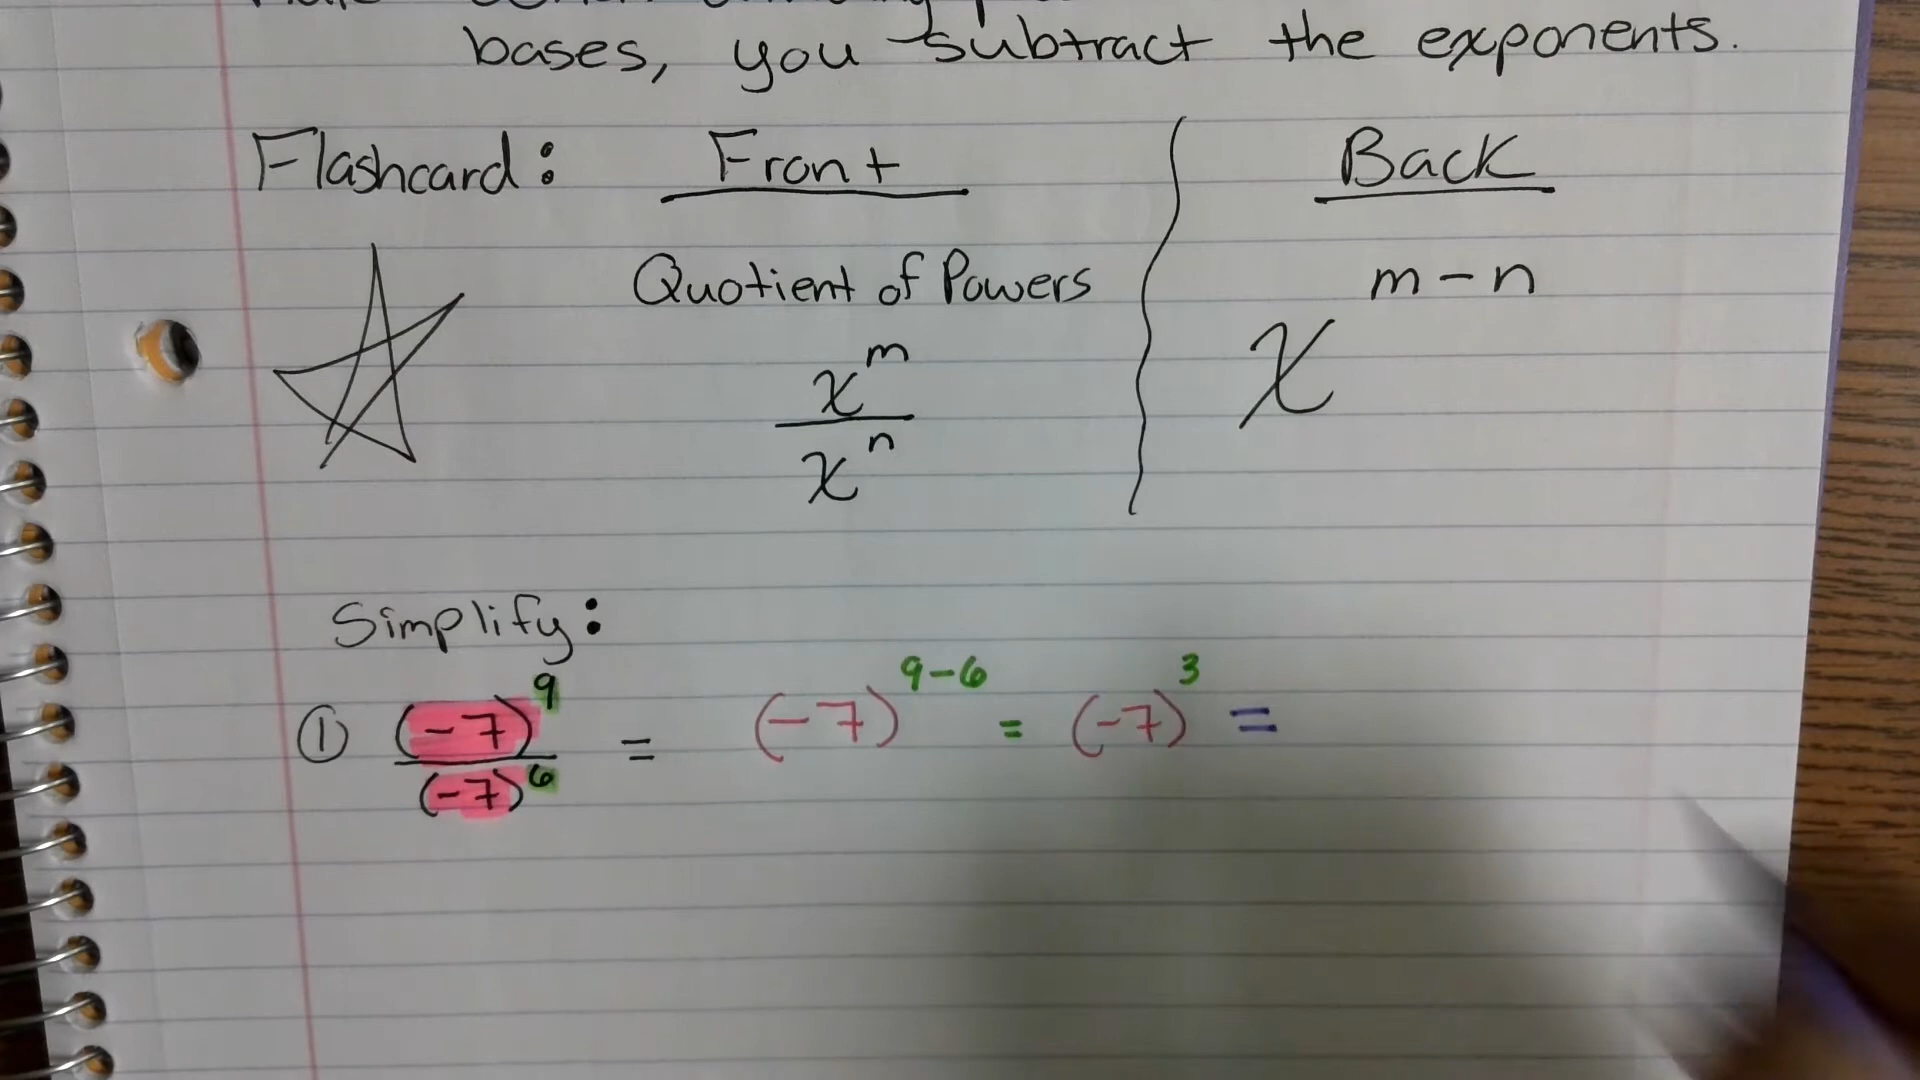 bases, you subtract the exponents.
Flashcard: Front Back
Quotient of Powers
x^m / x^n
x^(m-n)
Simplify:
① (-7)^9 / (-7)^6 = (-7)^(9-6) = (-7)^3 =